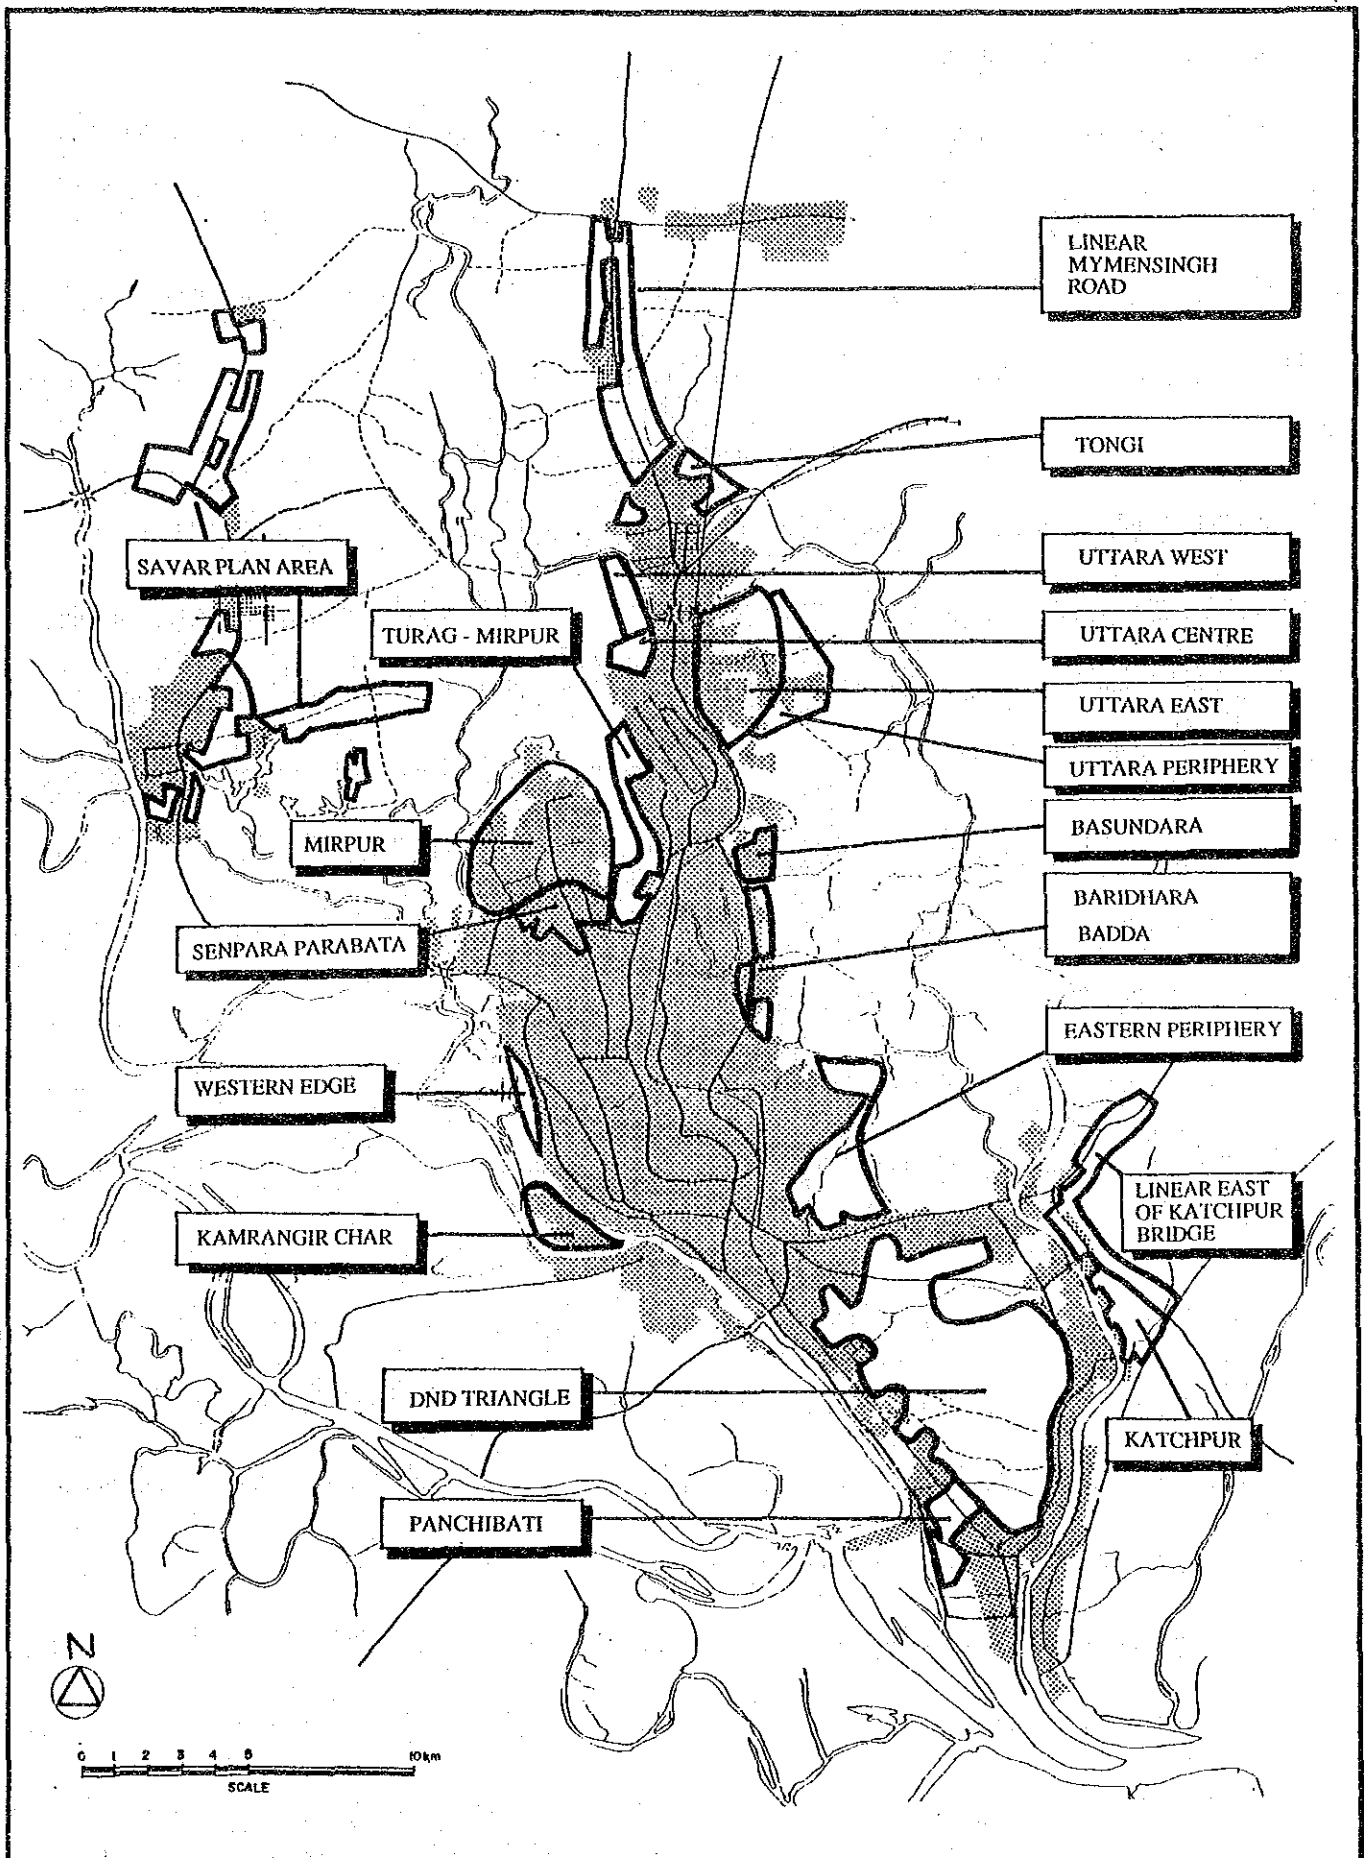 LINEAR
MYMENSINGH
ROAD
TONGI
UTTARA WEST
SAVAR PLAN AREA
TURAG - MIRPUR
UTTARA CENTRE
UTTARA EAST
UTTARA PERIPHERY
BASUNDARA
MIRPUR
BARIDHARA
BADDA
SENPARA PARABATA
EASTERN PERIPHERY
WESTERN EDGE
LINEAR EAST
OF KATCHPUR
BRIDGE
KAMRANGIR CHAR
DND TRIANGLE
KATCHPUR
PANCHIBATI
N
0 1 2 3 4 5 10 km
SCALE